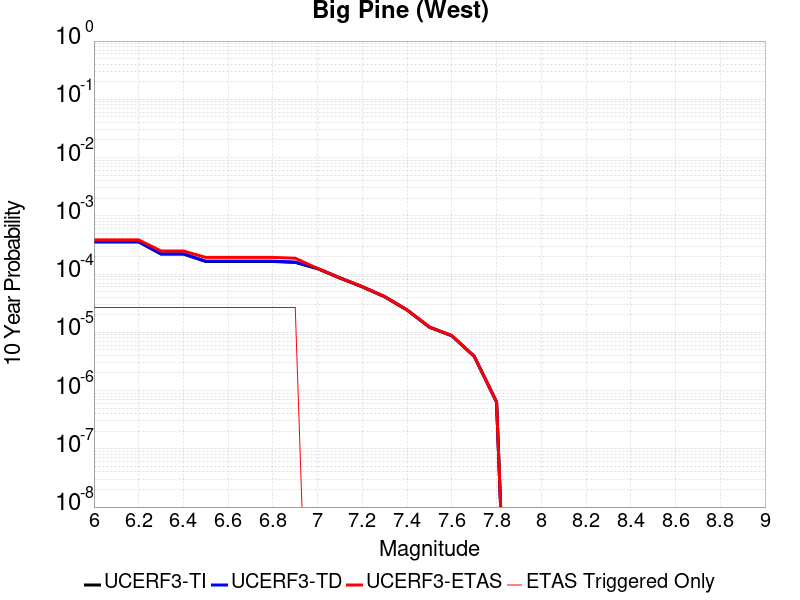 Big Pine (West)
10 Year Probability
10^0
10^-1
10^-2
10^-3
10^-4
10^-5
10^-6
10^-7
10^-8
6 6.2 6.4 6.6 6.8 7 7.2 7.4 7.6 7.8 8 8.2 8.4 8.6 8.8 9
Magnitude
UCERF3-TI UCERF3-TD UCERF3-ETAS ETAS Triggered Only